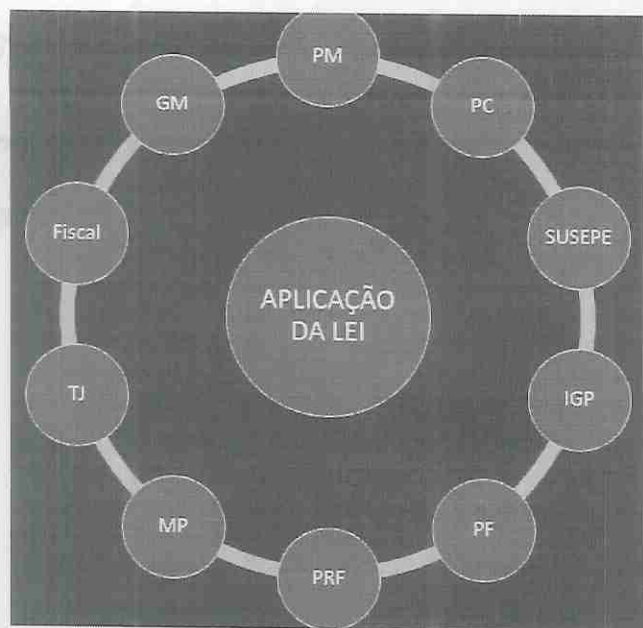 PM
PC
SUSEPE
IGP
PF
PRF
MP
TJ
Fiscal
GM
APLICAÇÃO
DA LEI